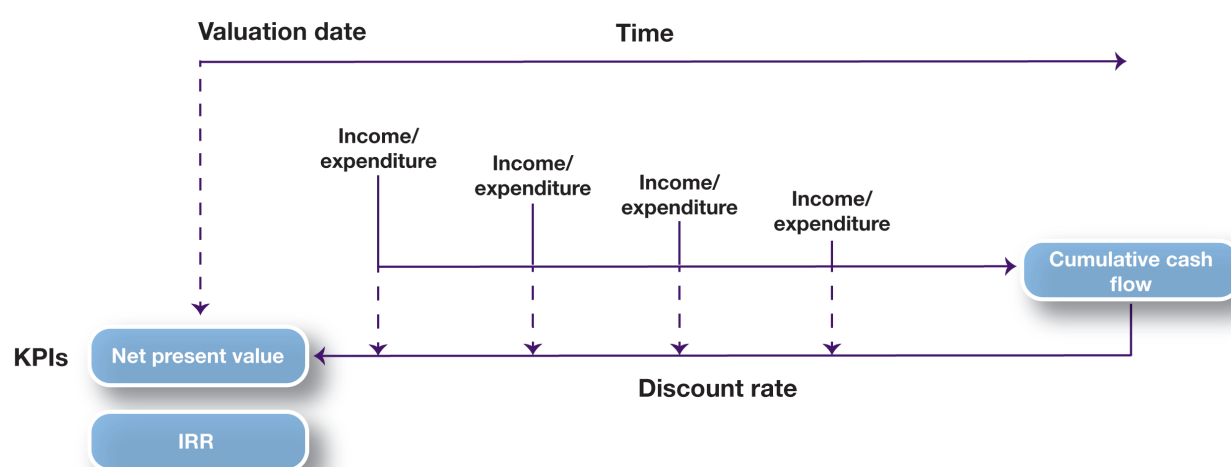 Valuation date
Time
Income/
expenditure
Income/
expenditure
Income/
expenditure
Income/
expenditure
Cumulative cash
flow
KPIs
Net present value
Discount rate
IRR